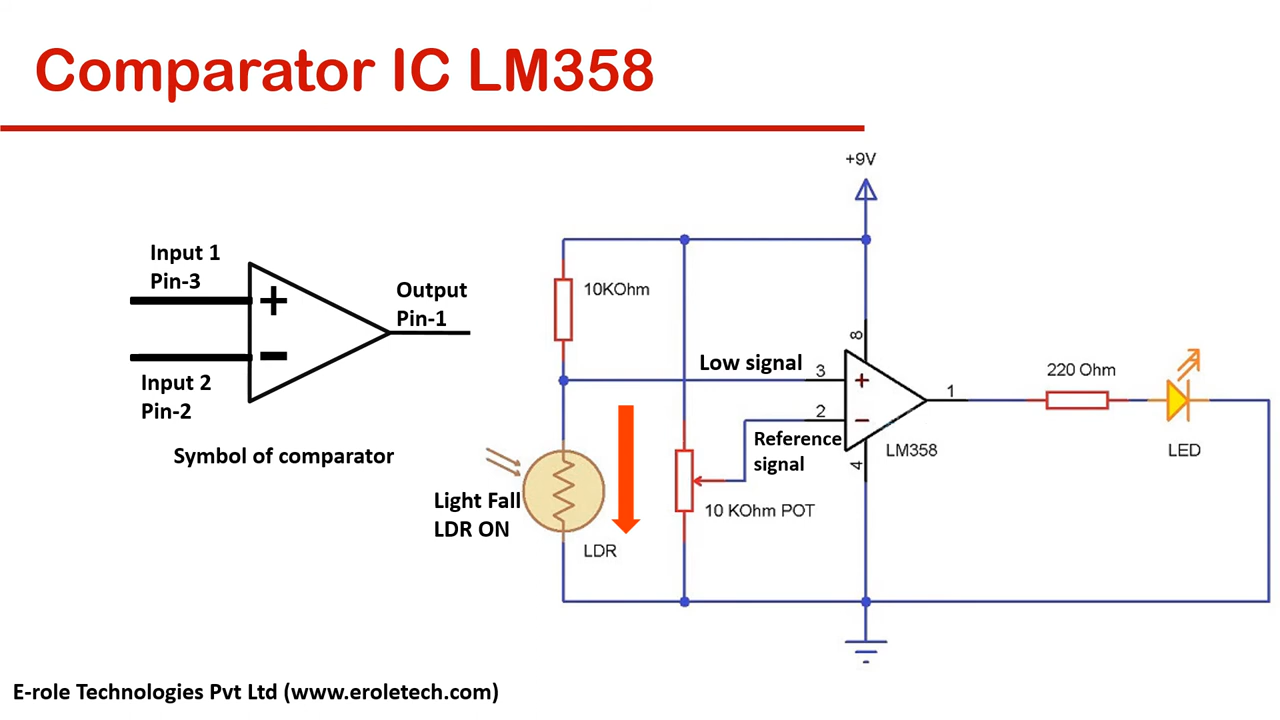 Comparator IC LM358
+9V
Input 1
Pin-3
+
Output
Pin-1
Input 2
Pin-2
Symbol of comparator
10KOhm
Low signal
3
8
+
2
Reference
signal
4
LM358
1
220 Ohm
LED
Light Fall
LDR ON
LDR
10 KOhm POT
E-role Technologies Pvt Ltd (www.eroletech.com)